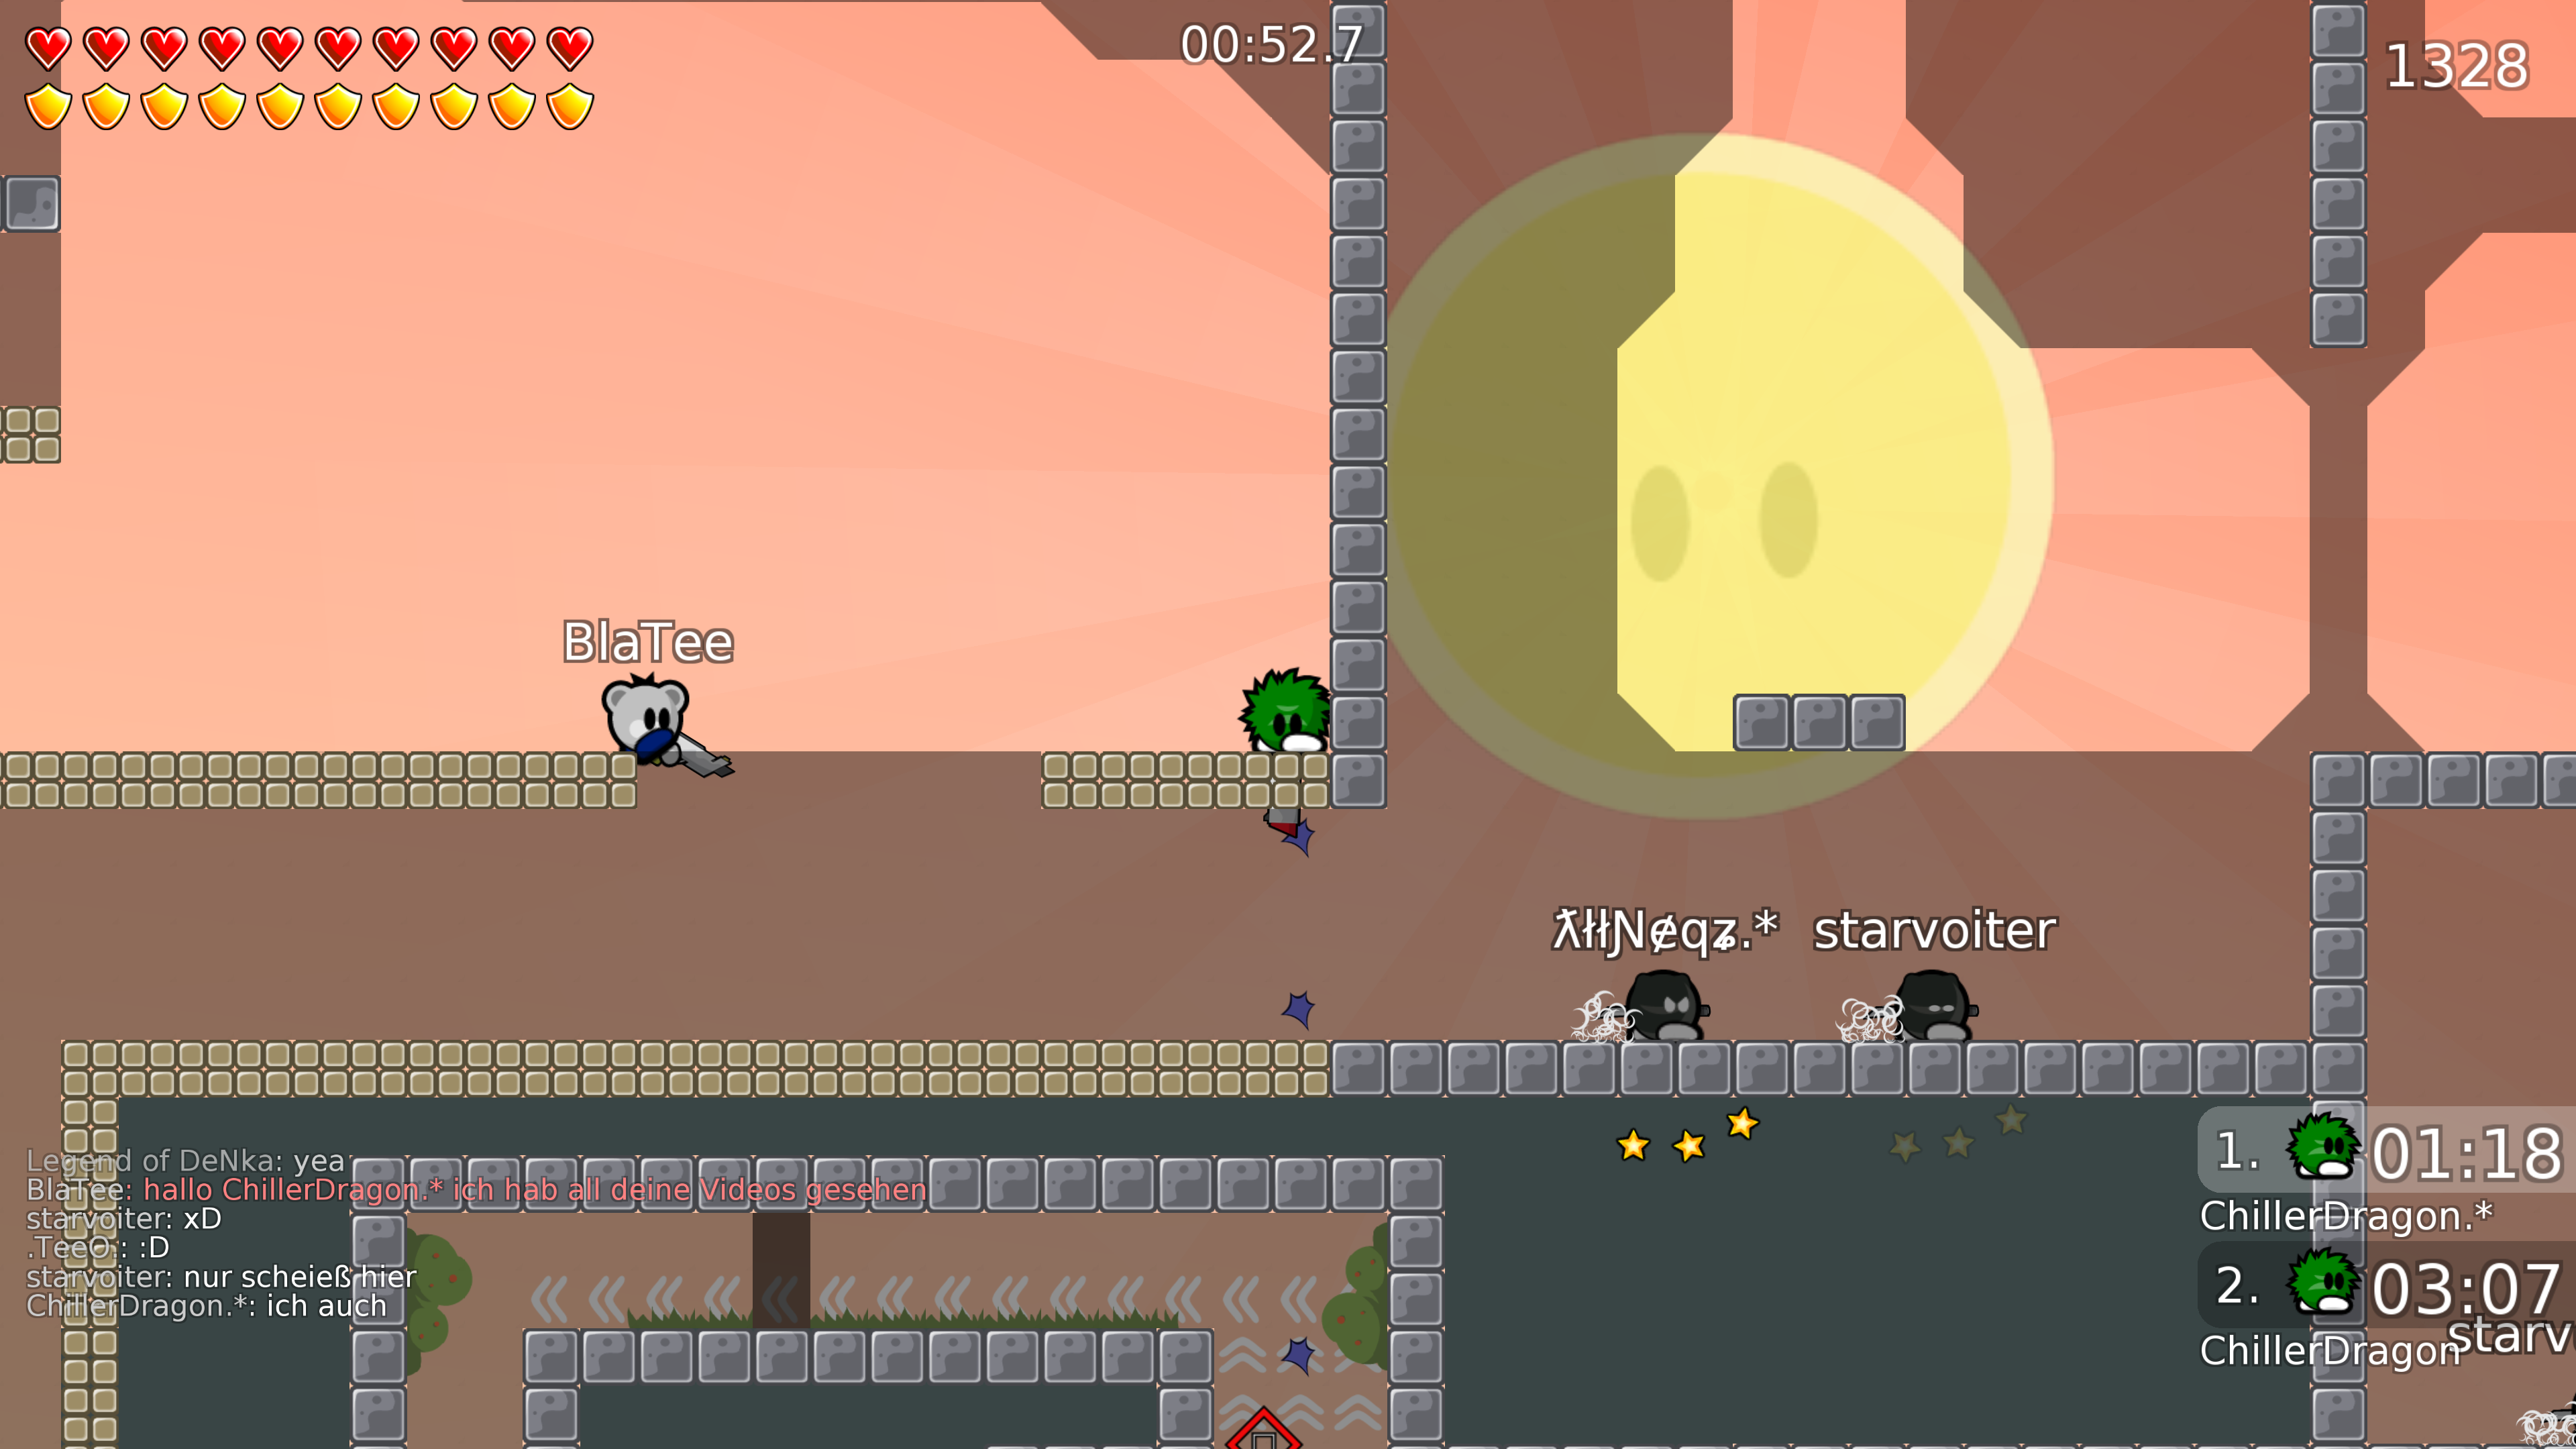 00:52.7
1328
BlaTee
ƛłƚƝɇqʑ.* starvoiter
Legend of DeNka: yea
BlaTee: hallo ChillerDragon.* ich hab all deine Videos gesehen
starvoiter: xD
.TeeO.: :D
starvoiter: nur scheieß hier
ChillerDragon.*: ich auch
1. 01:18
ChillerDragon.*
2. 03:07
ChillerDragon
starv